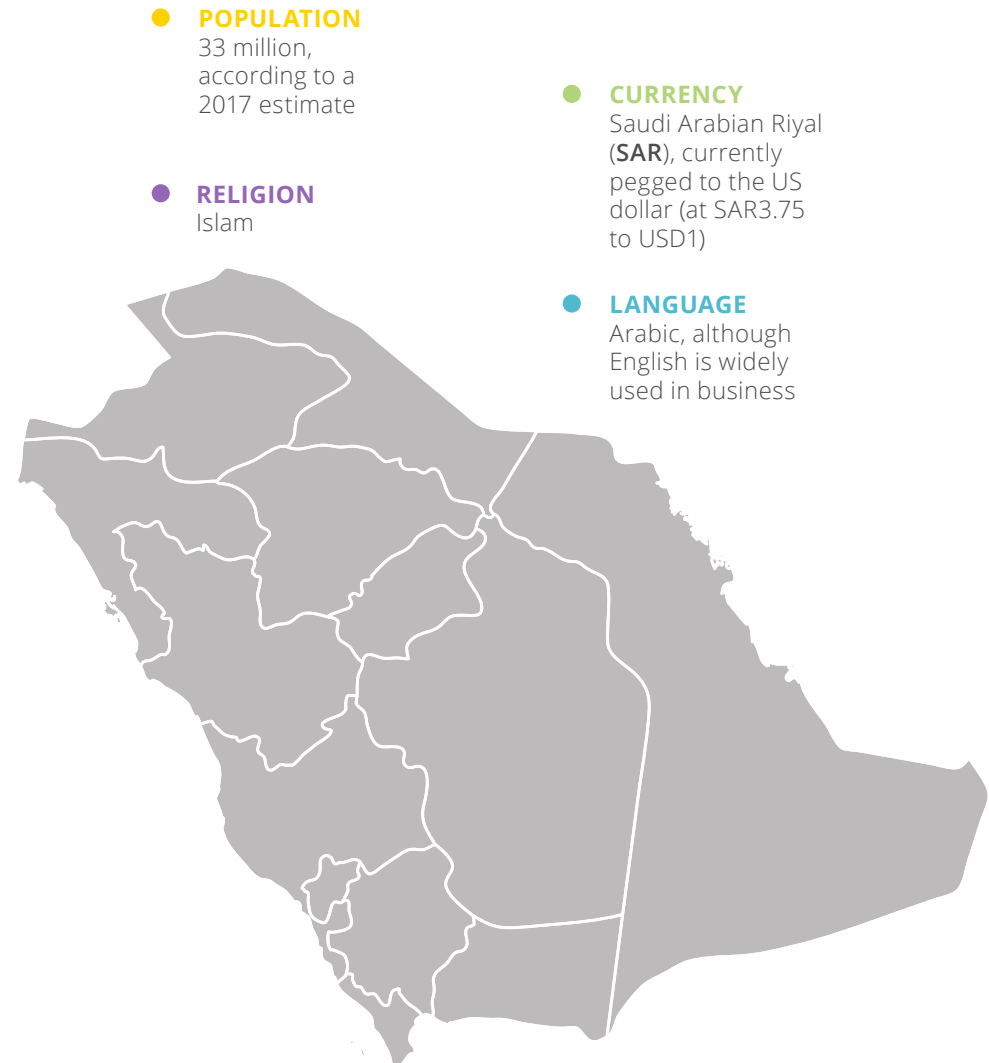 POPULATION
33 million,
according to a
2017 estimate
RELIGION
Islam
CURRENCY
Saudi Arabian Riyal
(SAR), currently
pegged to the US
dollar (at SAR3.75
to USD1)
LANGUAGE
Arabic, although
English is widely
used in business